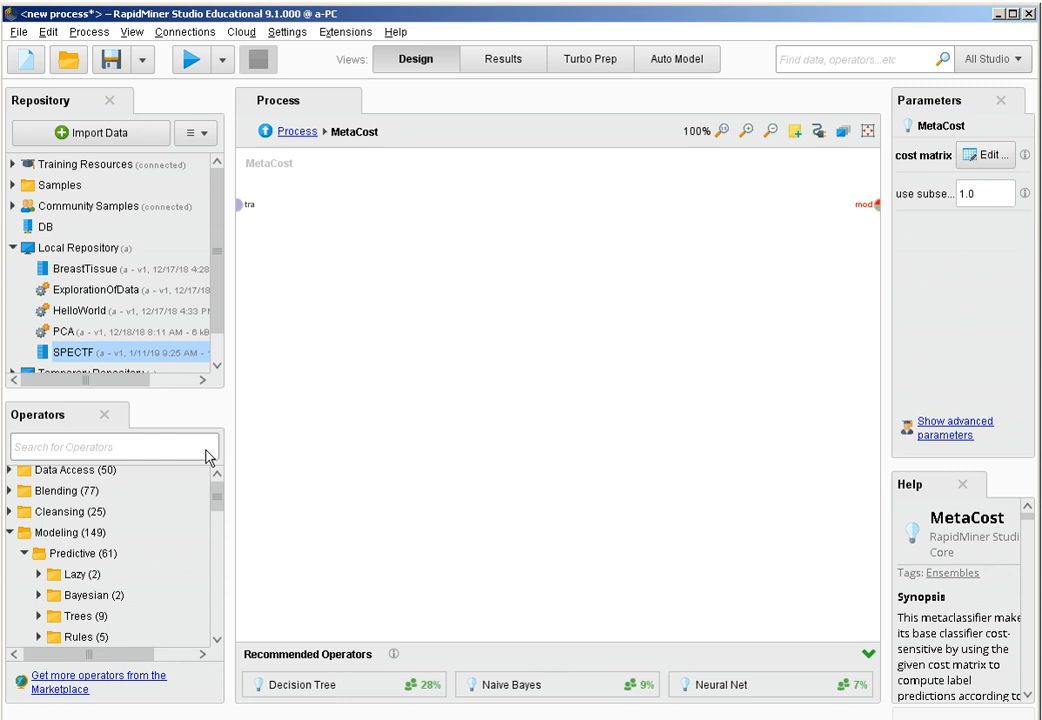 <new process*> – RapidMiner Studio Educational 9.1.000 @ a-PC
File Edit Process View Connections Cloud Settings Extensions Help
Views: Design Results Turbo Prep Auto Model Find data, operators...etc All Studio
Repository
Import Data
Training Resources (connected)
Samples
Community Samples (connected)
DB
Local Repository (a)
BreastTissue (a - v1, 12/17/18 4:28
ExplorationOfData (a - v1, 12/17/18
HelloWorld (a - v1, 12/17/18 4:33 P
PCA (a - v1, 12/18/18 8:11 AM - 6 kB
SPECTF (a - v1, 1/11/19 9:25 AM -
Temporary Repository
Operators
Search for Operators
Data Access (50)
Blending (77)
Cleansing (25)
Modeling (149)
Predictive (61)
Lazy (2)
Bayesian (2)
Trees (9)
Rules (5)
Get more operators from the
Marketplace
Process
Process MetaCost
100%
MetaCost
tra
mod
Recommended Operators
Decision Tree 28%
Naive Bayes 9%
Neural Net 7%
Parameters
MetaCost
cost matrix Edit ...
use subse... 1.0
Show advanced
parameters
Help
MetaCost
RapidMiner Studi
Core
Tags: Ensembles
Synopsis
This metaclassifier make
its base classifier cost-
sensitive by using the
given cost matrix to
compute label
predictions according to